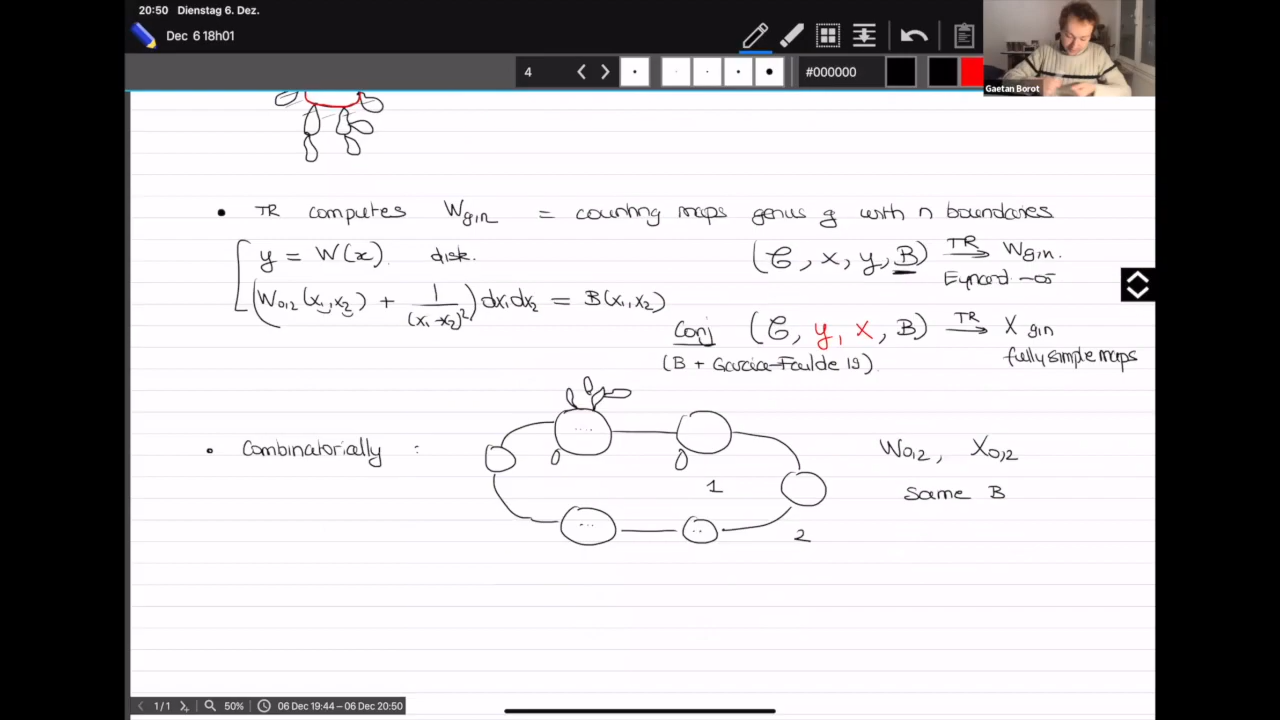 20:50 Dienstag 6. Dez.
Dec 6 18h01
4
#000000
Gaetan Borot
• TR computes W_{g,n} = counting maps genus g with n boundaries
y = W(x). disk.
(C, x, y, B) TR→ W_{g,n}.
Eynard ~05
(W_{0,2}(x_1,x_2) + 1/(x_1-x_2)^2) dx_1 dx_2 = B(x_1,x_2)
Conj (C, y, x, B) TR→ X_{g,n}
(B + Garcia-Failde 19) fully simple maps
• Combinatorially :
W_{0,2}, X_{0,2}
same B
1
2
1/1 50% 06 Dec 19:44 – 06 Dec 20:50